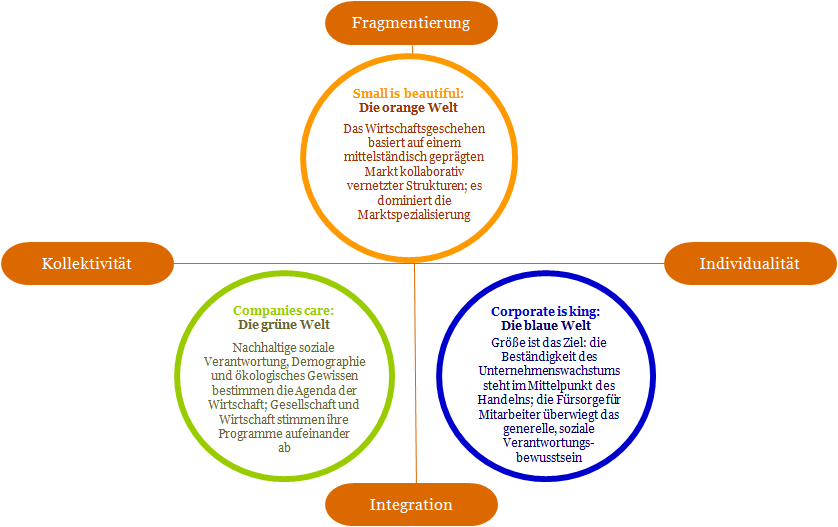 Fragmentierung
Small is beautiful:
Die orange Welt
Das Wirtschaftsgeschehen
basiert auf einem
mittelständisch geprägten
Markt kollaborativ
vernetzter Strukturen; es
dominiert die
Marktspezialisierung
Kollektivität
Individualität
Companies care:
Die grüne Welt
Nachhaltige soziale
Verantwortung, Demographie
und ökologisches Gewissen
bestimmen die Agenda der
Wirtschaft; Gesellschaft und
Wirtschaft stimmen ihre
Programme aufeinander
ab
Corporate is king:
Die blaue Welt
Größe ist das Ziel: die
Beständigkeit des
Unternehmenswachstums
steht im Mittelpunkt des
Handelns; die Fürsorge für
Mitarbeiter überwiegt das
generelle, soziale
Verantwortungs-
bewusstsein
Integration